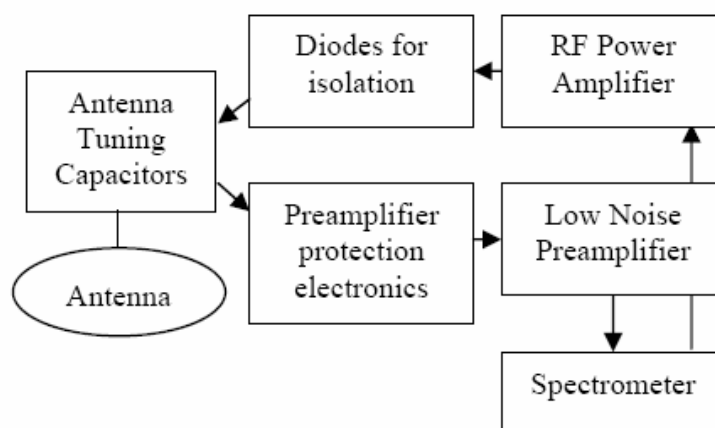 Diodes for
isolation
RF Power
Amplifier
Antenna
Tuning
Capacitors
Preamplifier
protection
electronics
Low Noise
Preamplifier
Antenna
Spectrometer